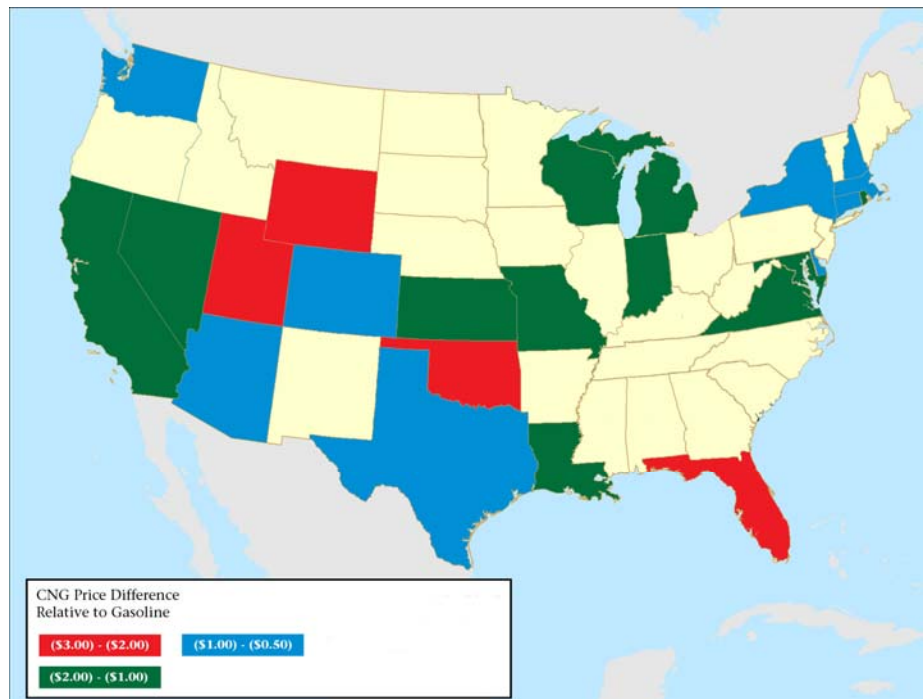 CNG Price Difference
Relative to Gasoline
($3.00) - ($2.00)
($1.00) - ($0.50)
($2.00) - ($1.00)